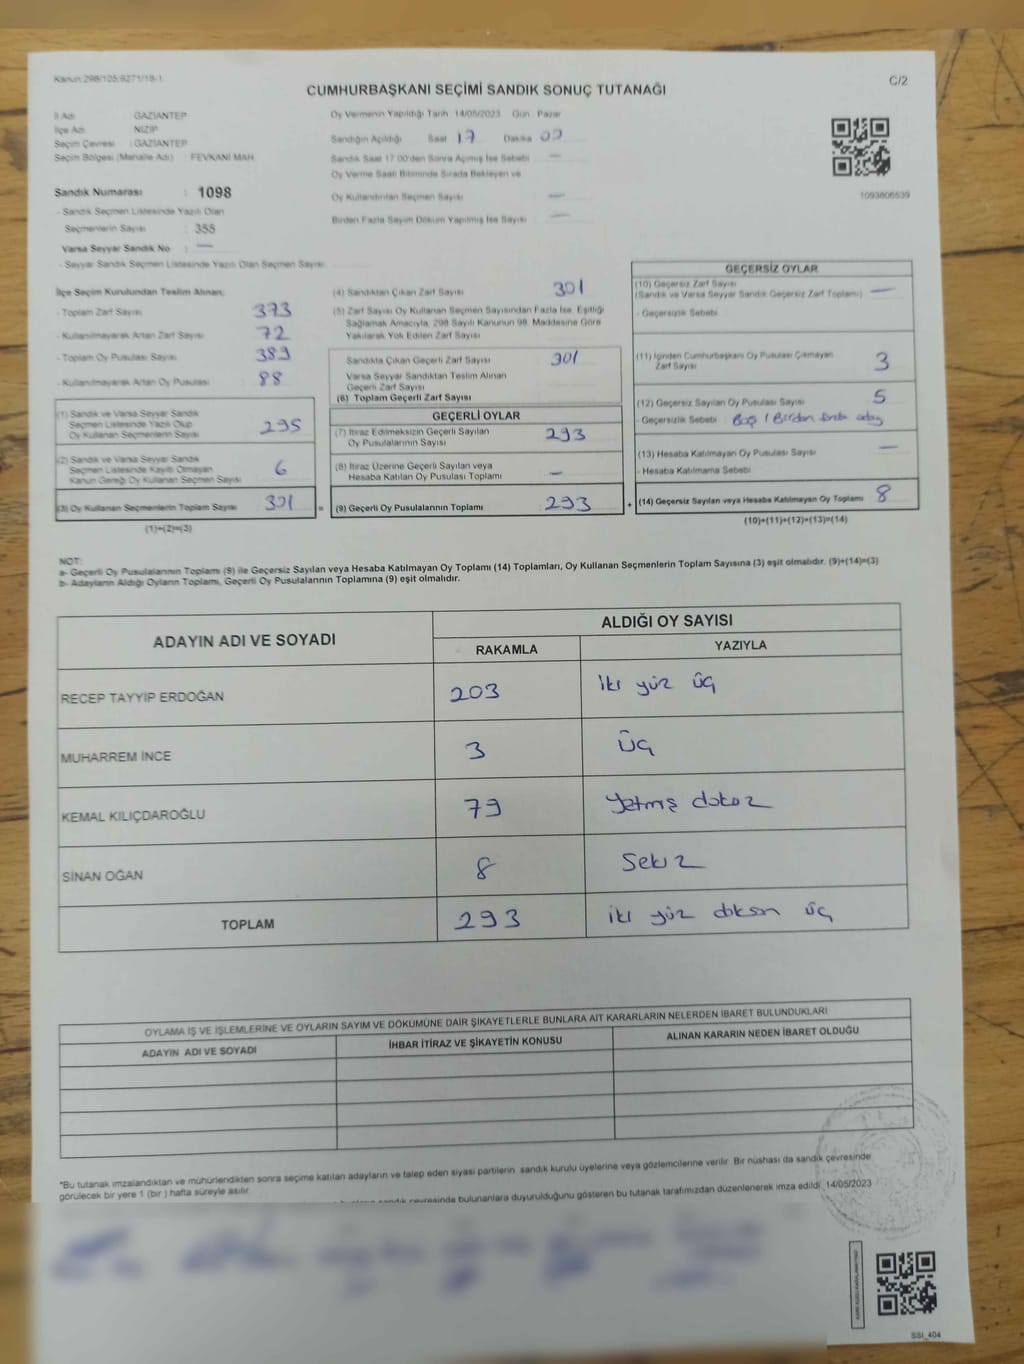 Kanun:298/105;6271/18-1
C/2
CUMHURBAŞKANI SEÇİMİ SANDIK SONUÇ TUTANAĞI
İl Adı GAZİANTEP
İlçe Adı NİZİP
Seçim Çevresi : GAZİANTEP
Seçim Bölgesi (Mahalle Adı) FEVKANİ MAH
Oy Vermenin Yapıldığı Tarih 14/05/2023 Gün Pazar
Sandığın Açıldığı Saat 17 Dakika 00
Sandık Saat 17:00'den Sonra Açılmış İse Sebebi —
Oy Verme Saati Bitiminde Sırada Bekleyen ve
Oy Kullandırılan Seçmen Sayısı —
Birden Fazla Sayım Döküm Yapılmış İse Sayısı —
1093606539
Sandık Numarası : 1098
- Sandık Seçmen Listesinde Yazılı Olan
Seçmenlerin Sayısı : 355
Varsa Seyyar Sandık No : —
- Seyyar Sandık Seçmen Listesinde Yazılı Olan Seçmen Sayısı
İlçe Seçim Kurulundan Teslim Alınan;
- Toplam Zarf Sayısı 373
- Kullanılmayarak Artan Zarf Sayısı 72
- Toplam Oy Pusulası Sayısı 389
- Kullanılmayarak Artan Oy Pusulası 88
(1) Sandık ve Varsa Seyyar Sandık
Seçmen Listesinde Yazılı Olup
Oy Kullanan Seçmenlerin Sayısı 295
(2) Sandık ve Varsa Seyyar Sandık
Seçmen Listesinde Kayıtlı Olmayan
Kanun Gereği Oy Kullanan Seçmen Sayısı 6
(3) Oy Kullanan Seçmenlerin Toplam Sayısı 301
(1)+(2)=(3)
(4) Sandıktan Çıkan Zarf Sayısı 301
(5) Zarf Sayısı Oy Kullanan Seçmen Sayısından Fazla İse, Eşitliği
Sağlamak Amacıyla, 298 Sayılı Kanunun 98. Maddesine Göre
Yakılarak Yok Edilen Zarf Sayısı
Sandıkta Çıkan Geçerli Zarf Sayısı 301
Varsa Seyyar Sandıktan Teslim Alınan
Geçerli Zarf Sayısı
(6) Toplam Geçerli Zarf Sayısı
GEÇERLİ OYLAR
(7) İtiraz Edilmeksizin Geçerli Sayılan
Oy Pusulalarının Sayısı 293
(8) İtiraz Üzerine Geçerli Sayılan veya
Hesaba Katılan Oy Pusulası Toplamı —
= (9) Geçerli Oy Pusulalarının Toplamı 293
GEÇERSİZ OYLAR
(10) Geçersiz Zarf Sayısı
(Sandık ve Varsa Seyyar Sandık Geçersiz Zarf Toplamı) —
- Geçersizlik Sebebi
(11) İçinden Cumhurbaşkanı Oy Pusulası Çıkmayan
Zarf Sayısı 3
(12) Geçersiz Sayılan Oy Pusulası Sayısı 5
- Geçersizlik Sebebi Boş / Birden fazla aday
(13) Hesaba Katılmayan Oy Pusulası Sayısı —
- Hesaba Katılmama Sebebi
+ (14) Geçersiz Sayılan veya Hesaba Katılmayan Oy Toplamı 8
(10)+(11)+(12)+(13)=(14)
NOT:
a- Geçerli Oy Pusulalarının Toplamı (9) ile Geçersiz Sayılan veya Hesaba Katılmayan Oy Toplamı (14) Toplamları, Oy Kullanan Seçmenlerin Toplam Sayısına (3) eşit olmalıdır. (9)+(14)=(3)
b- Adayların Aldığı Oyların Toplamı, Geçerli Oy Pusulalarının Toplamına (9) eşit olmalıdır.
ADAYIN ADI VE SOYADI
ALDIĞI OY SAYISI
RAKAMLA YAZIYLA
RECEP TAYYİP ERDOĞAN 203 iki yüz üç
MUHARREM İNCE 3 Üç
KEMAL KILIÇDAROĞLU 79 Yetmş dokuz
SİNAN OĞAN 8 Sekiz
TOPLAM 293 iki yüz doksan üç
OYLAMA İŞ VE İŞLEMLERİNE VE OYLARIN SAYIM VE DÖKÜMÜNE DAİR ŞİKAYETLERLE BUNLARA AİT KARARLARIN NELERDEN İBARET BULUNDUKLARI
ADAYIN ADI VE SOYADI İHBAR İTİRAZ VE ŞİKAYETİN KONUSU ALINAN KARARIN NEDEN İBARET OLDUĞU
*Bu tutanak imzalandıktan ve mühürlendikten sonra seçime katılan adayların ve talep eden siyasi partilerin sandık kurulu üyelerine veya gözlemcilerine verilir. Bir nüshası da sandık çevresinde
görülecek bir yere 1 (bir ) hafta süreyle asılır.
sandık çevresinde bulunanlara duyurulduğunu gösteren bu tutanak tarafımızdan düzenlenerek imza edildi. 14/05/2023
SSI_404